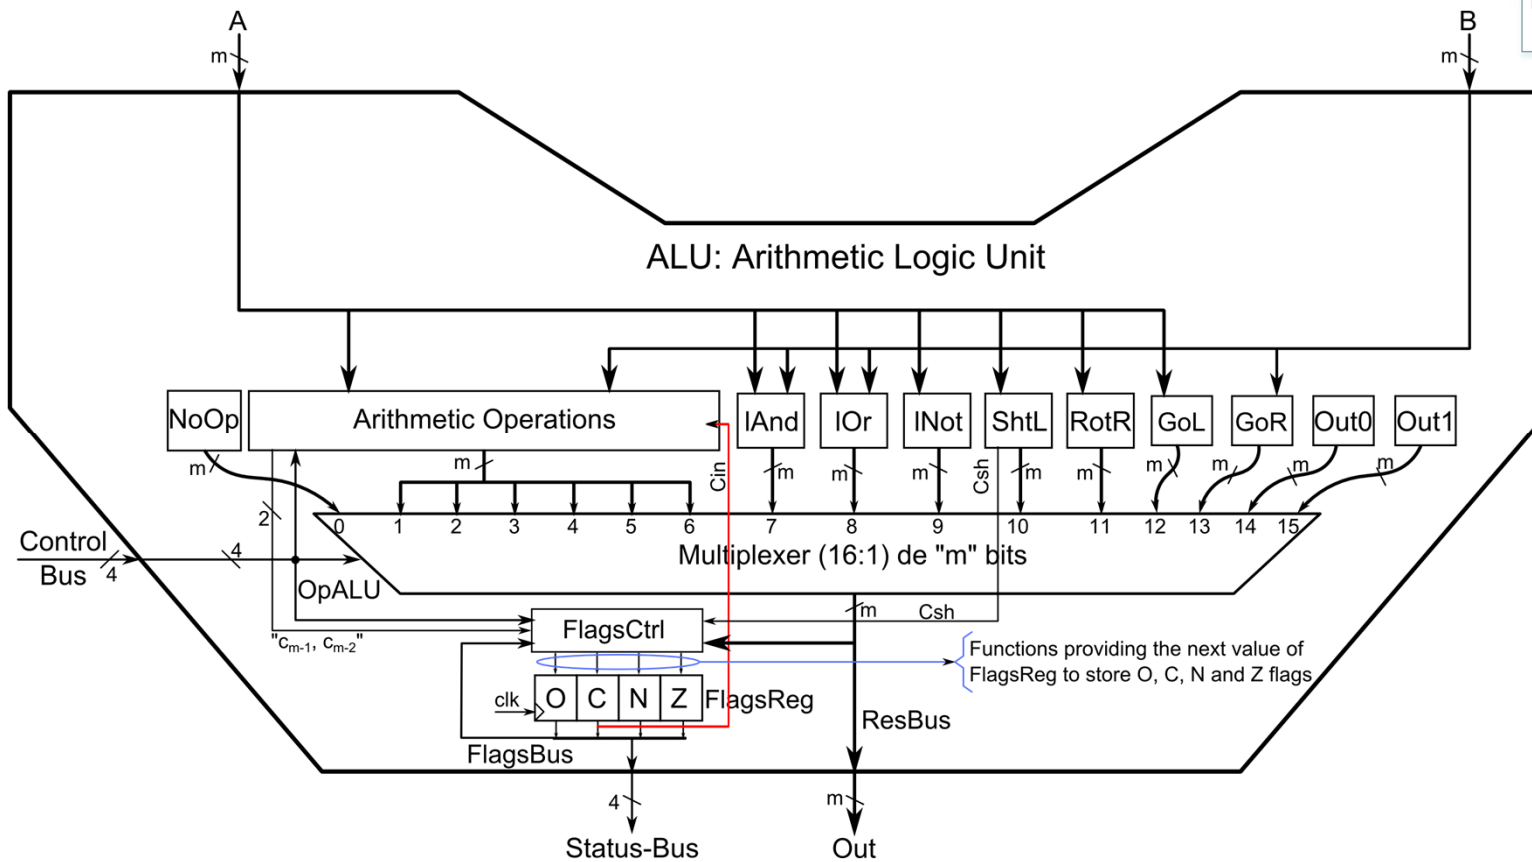 A
B
m
m
ALU: Arithmetic Logic Unit
NoOp
Arithmetic Operations
lAnd
lOr
lNot
ShtL
RotR
GoL
GoR
Out0
Out1
m
m
Cin
m
m
m
Csh
m
m
m
m
m
m
2
0
1
2
3
4
5
6
7
8
9
10
11
12
13
14
15
Control
Bus
4
4
Multiplexer (16:1) de "m" bits
OpALU
m
Csh
"cm-1, cm-2"
FlagsCtrl
Functions providing the next value of
FlagsReg to store O, C, N and Z flags
clk
O
C
N
Z
FlagsReg
ResBus
FlagsBus
4
m
Status-Bus
Out